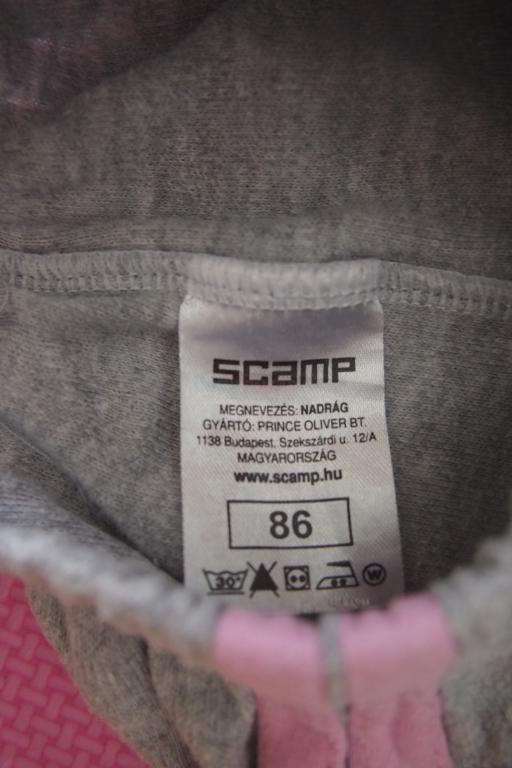 scamp
MEGNEVEZÉS: NADRÁG
GYÁRTÓ: PRINCE OLIVER BT.
1138 Budapest, Szekszárdi u. 12/A
MAGYARORSZÁG
www.scamp.hu
86
30° W